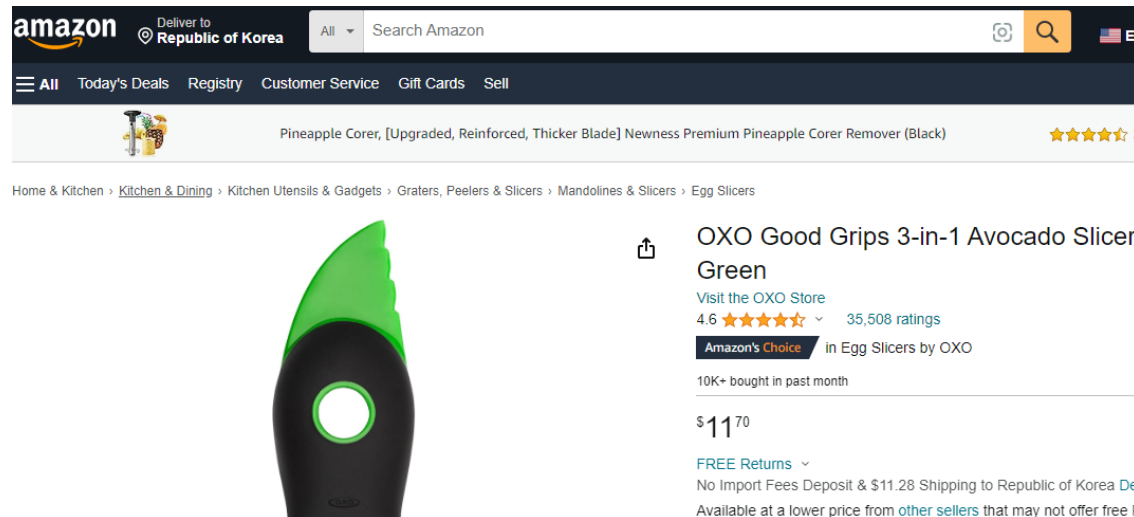 amazon
Deliver to
Republic of Korea
All
Search Amazon
All
Today's Deals
Registry
Customer Service
Gift Cards
Sell
Pineapple Corer, [Upgraded, Reinforced, Thicker Blade] Newness Premium Pineapple Corer Remover (Black)
Home & Kitchen › Kitchen & Dining › Kitchen Utensils & Gadgets › Graters, Peelers & Slicers › Mandolines & Slicers › Egg Slicers
OXO Good Grips 3-in-1 Avocado Slicer
Green
Visit the OXO Store
4.6
35,508 ratings
Amazon's Choice
in Egg Slicers by OXO
10K+ bought in past month
$11.70
FREE Returns
No Import Fees Deposit & $11.28 Shipping to Republic of Korea
Available at a lower price from other sellers that may not offer free
OXO